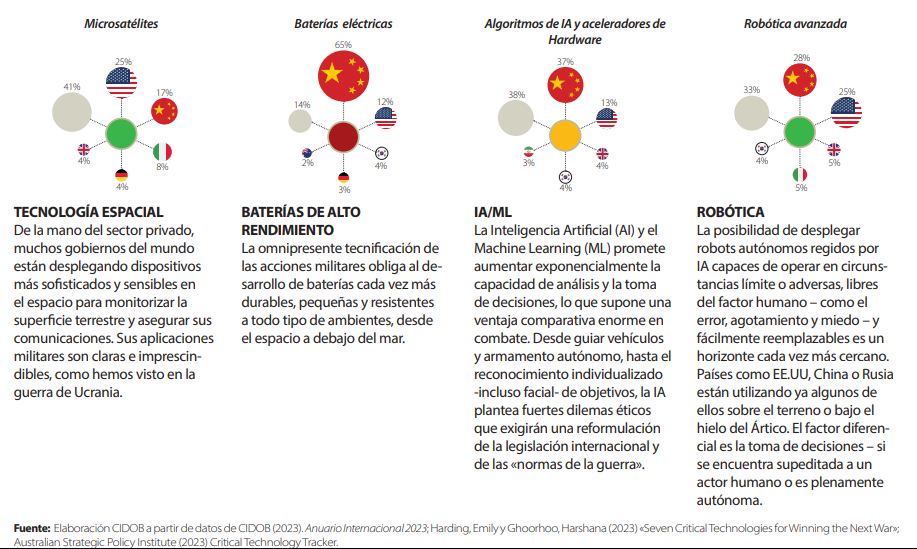 Microsatélites
25%
41%
17%
4%
8%
4%
Baterías eléctricas
65%
14%
12%
2%
4%
3%
Algoritmos de IA y aceleradores de
Hardware
37%
38%
13%
3%
4%
4%
Robótica avanzada
28%
33%
25%
4%
5%
5%
TECNOLOGÍA ESPACIAL
De la mano del sector privado,
muchos gobiernos del mundo
están desplegando dispositivos
más sofisticados y sensibles en
el espacio para monitorizar la
superficie terrestre y asegurar sus
comunicaciones. Sus aplicaciones
militares son claras e imprescin-
dibles, como hemos visto en la
guerra de Ucrania.
BATERÍAS DE ALTO
RENDIMIENTO
La omnipresente tecnificación de
las acciones militares obliga al de-
sarrollo de baterías cada vez más
durables, pequeñas y resistentes
a todo tipo de ambientes, desde
el espacio a debajo del mar.
IA/ML
La Inteligencia Artificial (AI) y el
Machine Learning (ML) promete
aumentar exponencialmente la
capacidad de análisis y la toma
de decisiones, lo que supone una
ventaja comparativa enorme en
combate. Desde guiar vehículos
y armamento autónomo, hasta el
reconocimiento individualizado
-incluso facial- de objetivos, la IA
plantea fuertes dilemas éticos
que exigirán una reformulación
de la legislación internacional y
de las «normas de la guerra».
ROBÓTICA
La posibilidad de desplegar
robots autónomos regidos por
IA capaces de operar en circuns-
tancias límite o adversas, libres
del factor humano – como el
error, agotamiento y miedo – y
fácilmente reemplazables es un
horizonte cada vez más cercano.
Países como EE.UU, China o Rusia
están utilizando ya algunos de
ellos sobre el terreno o bajo el
hielo del Ártico. El factor diferen-
cial es la toma de decisiones – si
se encuentra supeditada a un
actor humano o es plenamente
autónoma.
Fuente: Elaboración CIDOB a partir de datos de CIDOB (2023). Anuario Internacional 2023; Harding, Emily y Ghoorhoo, Harshana (2023) «Seven Critical Technologies for Winning the Next War»;
Australian Strategic Policy Institute (2023) Critical Technology Tracker.